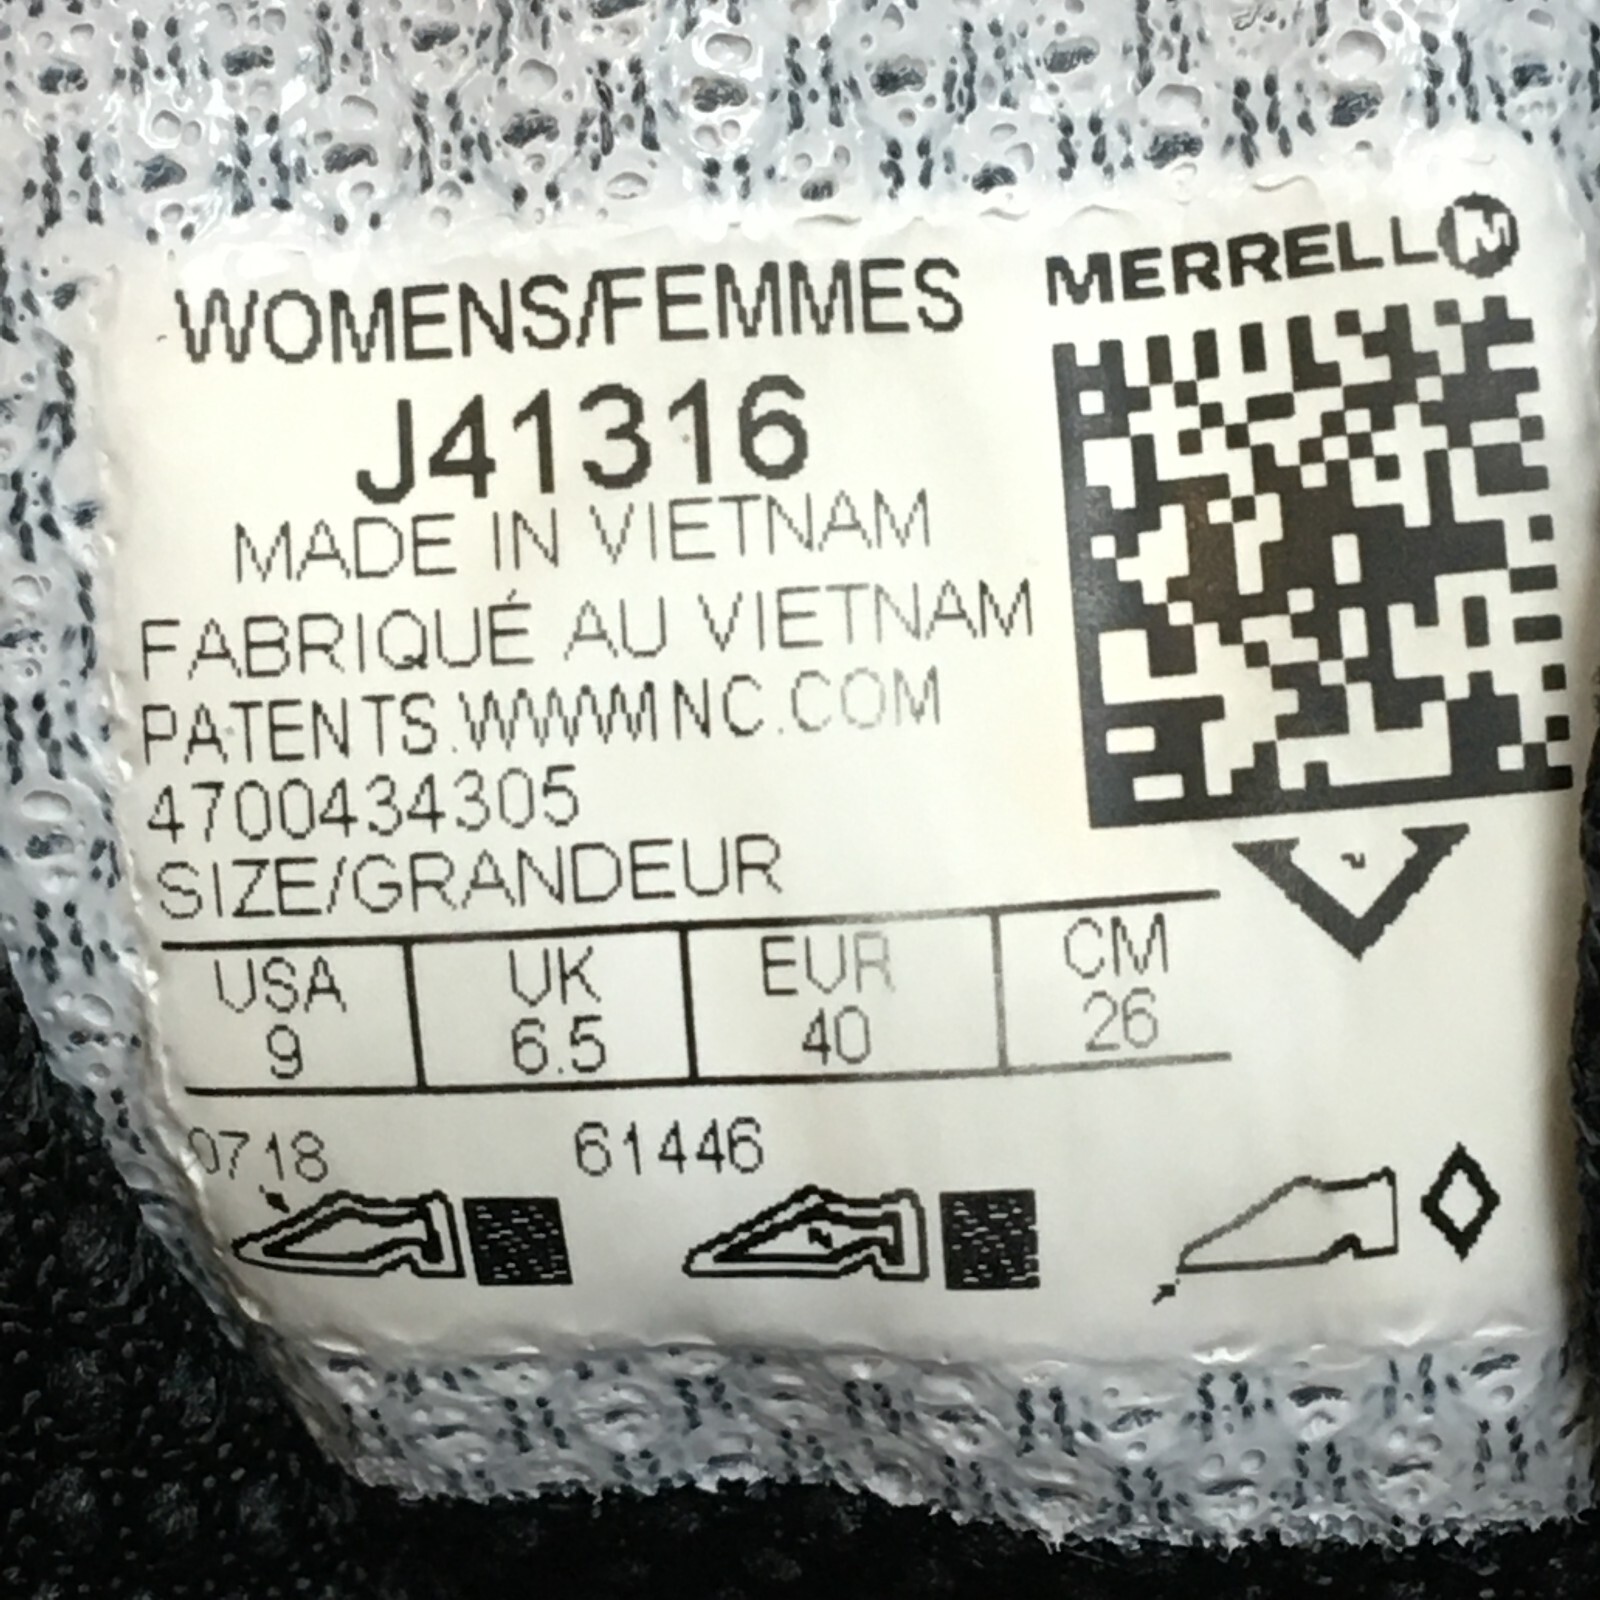 WOMENS/FEMMES
MERRELL
J41316
MADE IN VIETNAM
FABRIQUÉ AU VIETNAM
PATENTS.WWWINC.COM
4700434305
SIZE/GRANDEUR
USA UK EUR CM
9 6.5 40 26
0718 61446